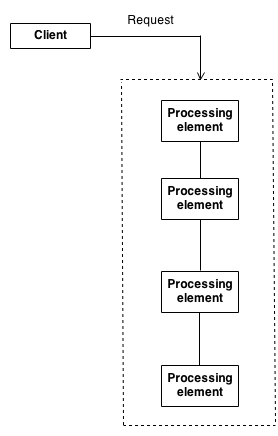 Request
Client
Processing
element
Processing
element
Processing
element
Processing
element